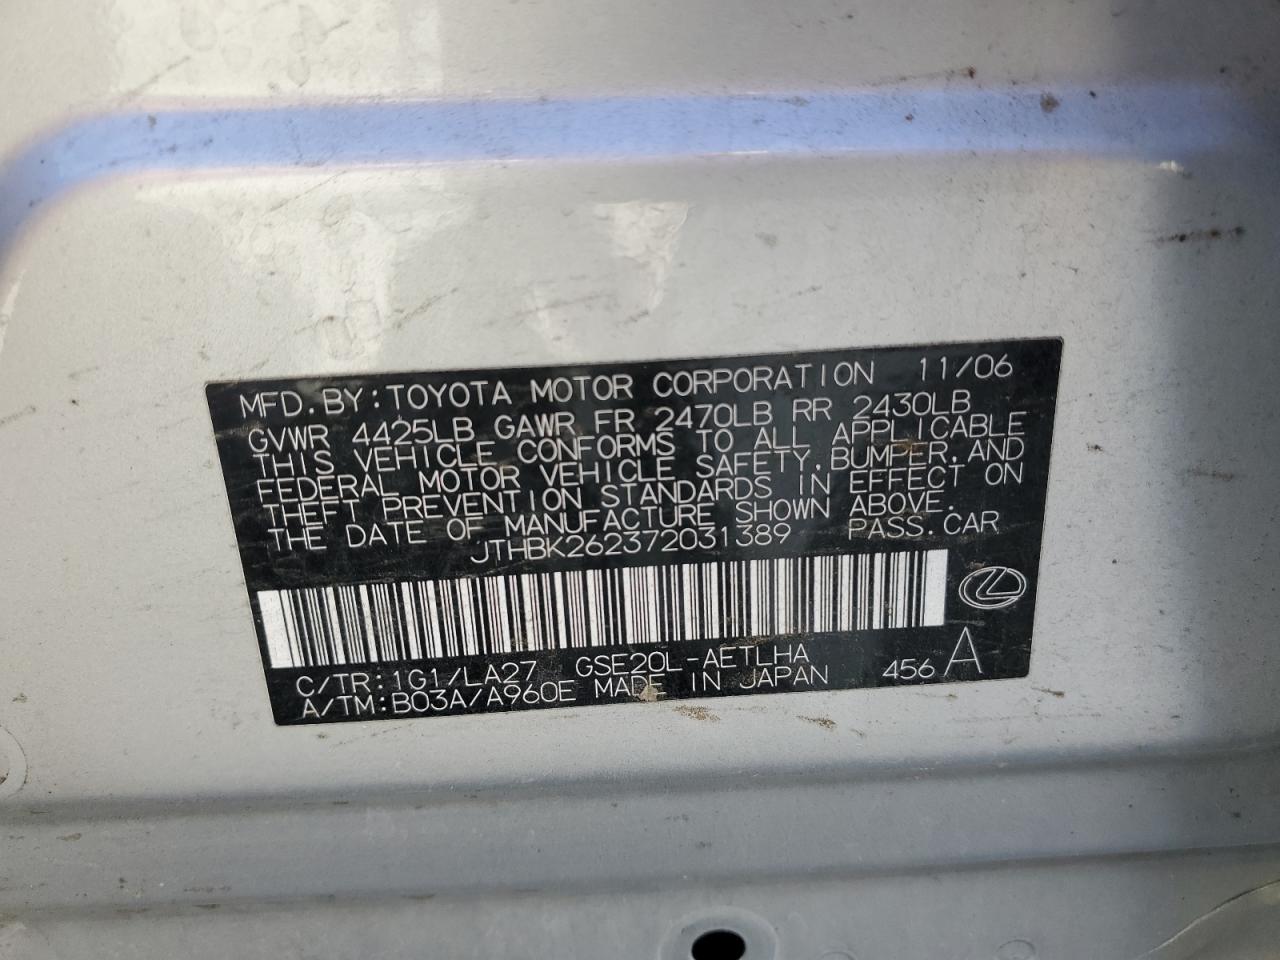 MFD. BY: TOYOTA MOTOR CORPORATION 11/06
GVWR 4425LB GAWR FR 2470LB RR 2430LB
THIS VEHICLE CONFORMS TO ALL APPLICABLE
FEDERAL MOTOR VEHICLE SAFETY, BUMPER, AND
THEFT PREVENTION STANDARDS IN EFFECT ON
THE DATE OF MANUFACTURE SHOWN ABOVE.
JTHBK262372031389 PASS. CAR
C/TR: 1G1/LA27 GSE20L-AETLHA
A/TM: B03A/A960E MADE IN JAPAN 456 A